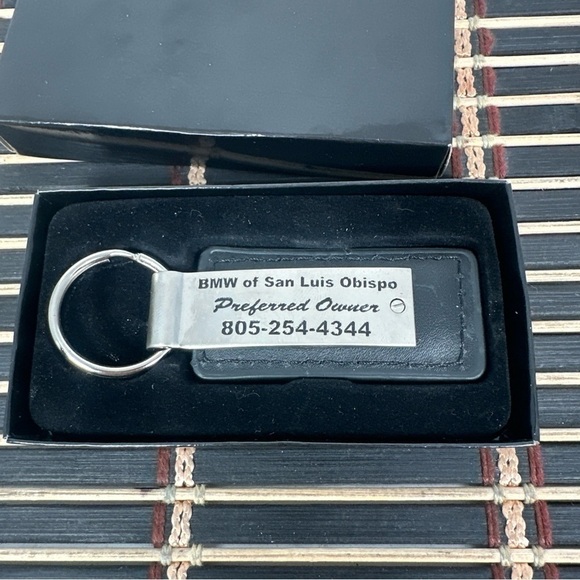 BMW of San Luis Obispo
Preferred Owner
805-254-4344